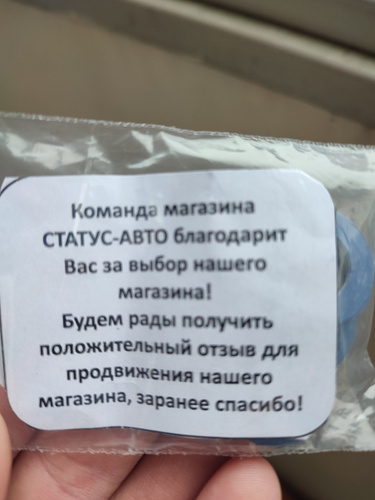 Команда магазина
СТАТУС-АВТО благодарит
Вас за выбор нашего
магазина!
Будем рады получить
положительный отзыв для
продвижения нашего
магазина, заранее спасибо!